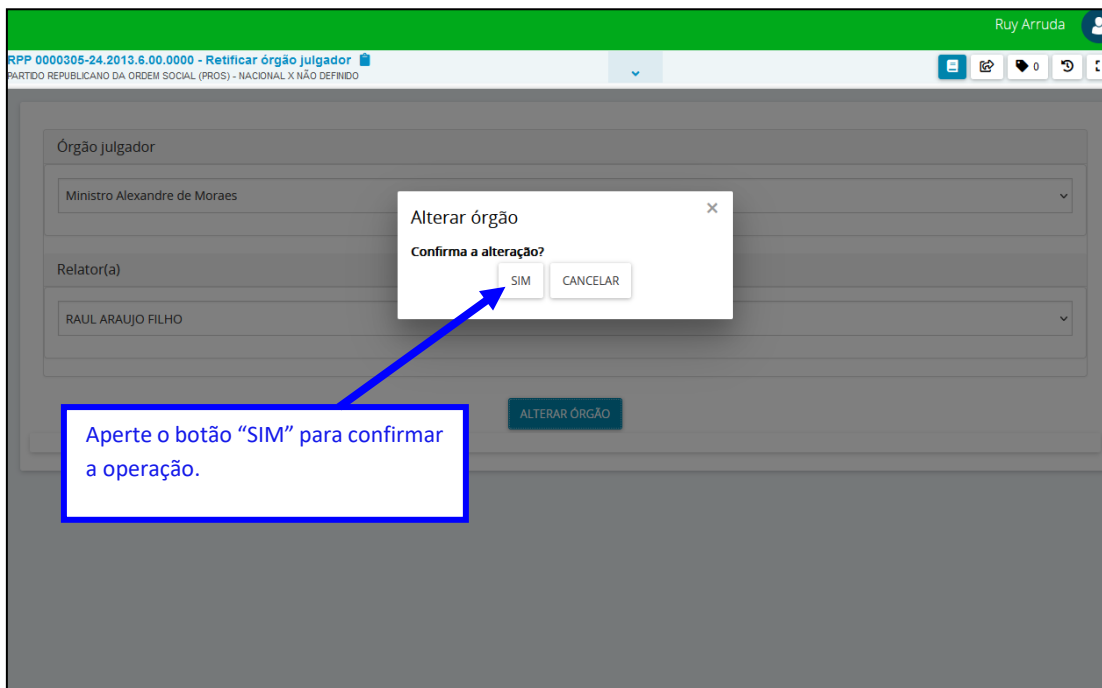 Ruy Arruda
RPP 0000305-24.2013.6.00.0000 - Retificar órgão julgador
PARTIDO REPUBLICANO DA ORDEM SOCIAL (PROS) - NACIONAL X NÃO DEFINIDO
0
Órgão julgador
Ministro Alexandre de Moraes
Alterar órgão
×
Confirma a alteração?
SIM CANCELAR
Relator(a)
RAUL ARAUJO FILHO
ALTERAR ÓRGÃO
Aperte o botão “SIM” para confirmar
a operação.